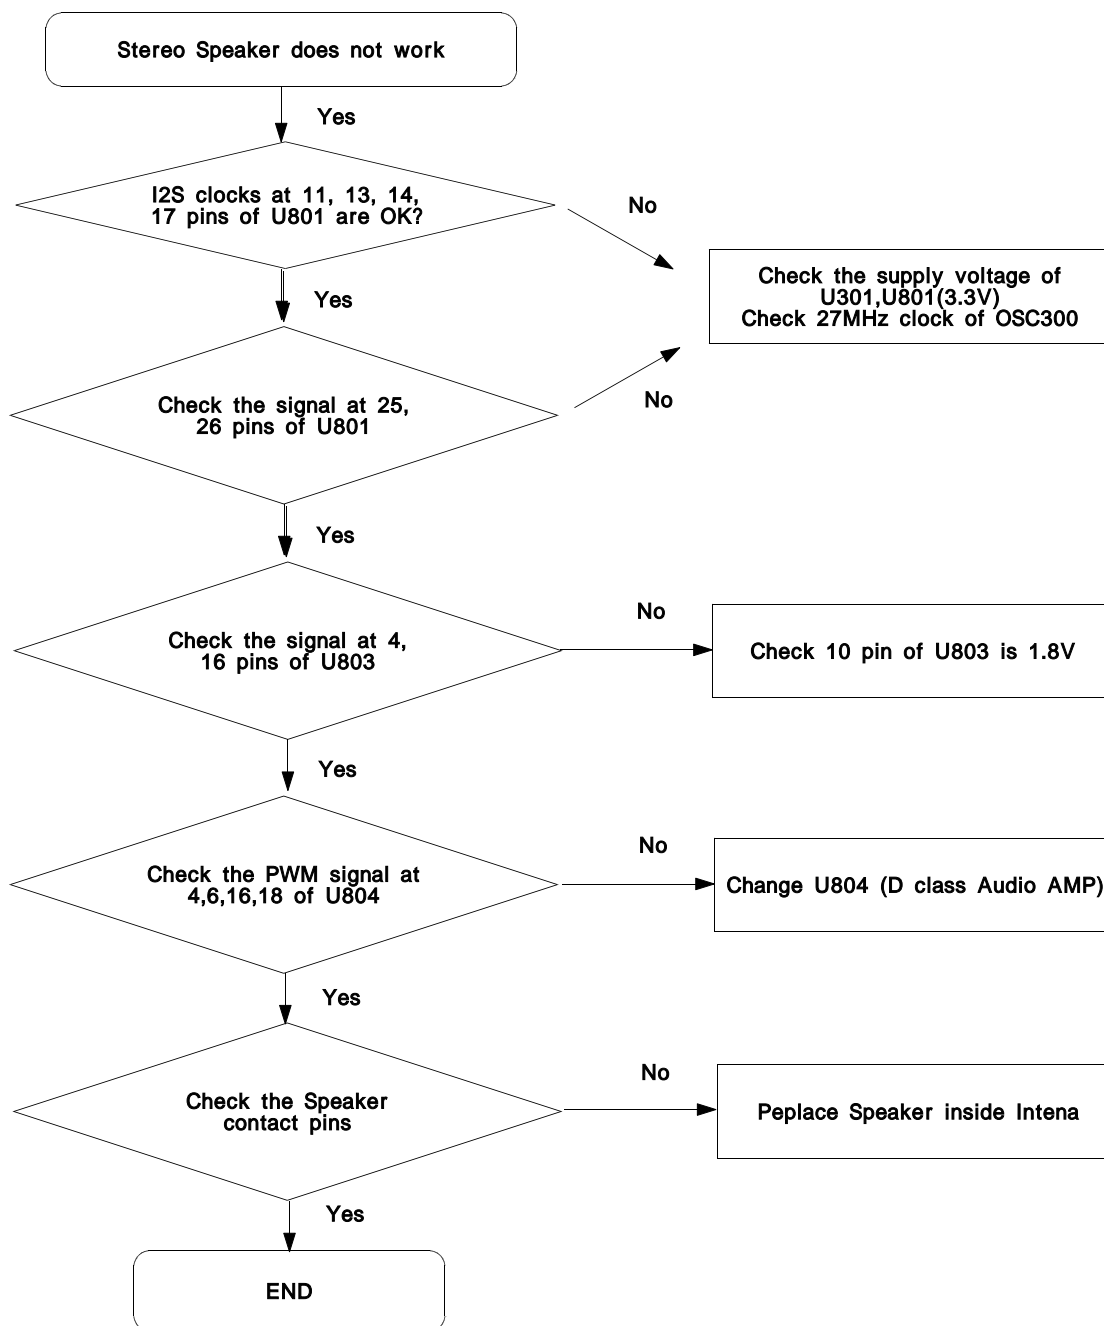 Stereo Speaker does not work
Yes
I2S clocks at 11, 13, 14,
17 pins of U801 are OK?
No
Check the supply voltage of
U301,U801(3.3V)
Check 27MHz clock of OSC300
Yes
Check the signal at 25,
26 pins of U801
No
Yes
Check the signal at 4,
16 pins of U803
No
Check 10 pin of U803 is 1.8V
Yes
Check the PWM signal at
4,6,16,18 of U804
No
Change U804 (D class Audio AMP)
Yes
Check the Speaker
contact pins
No
Peplace Speaker inside Intena
Yes
END